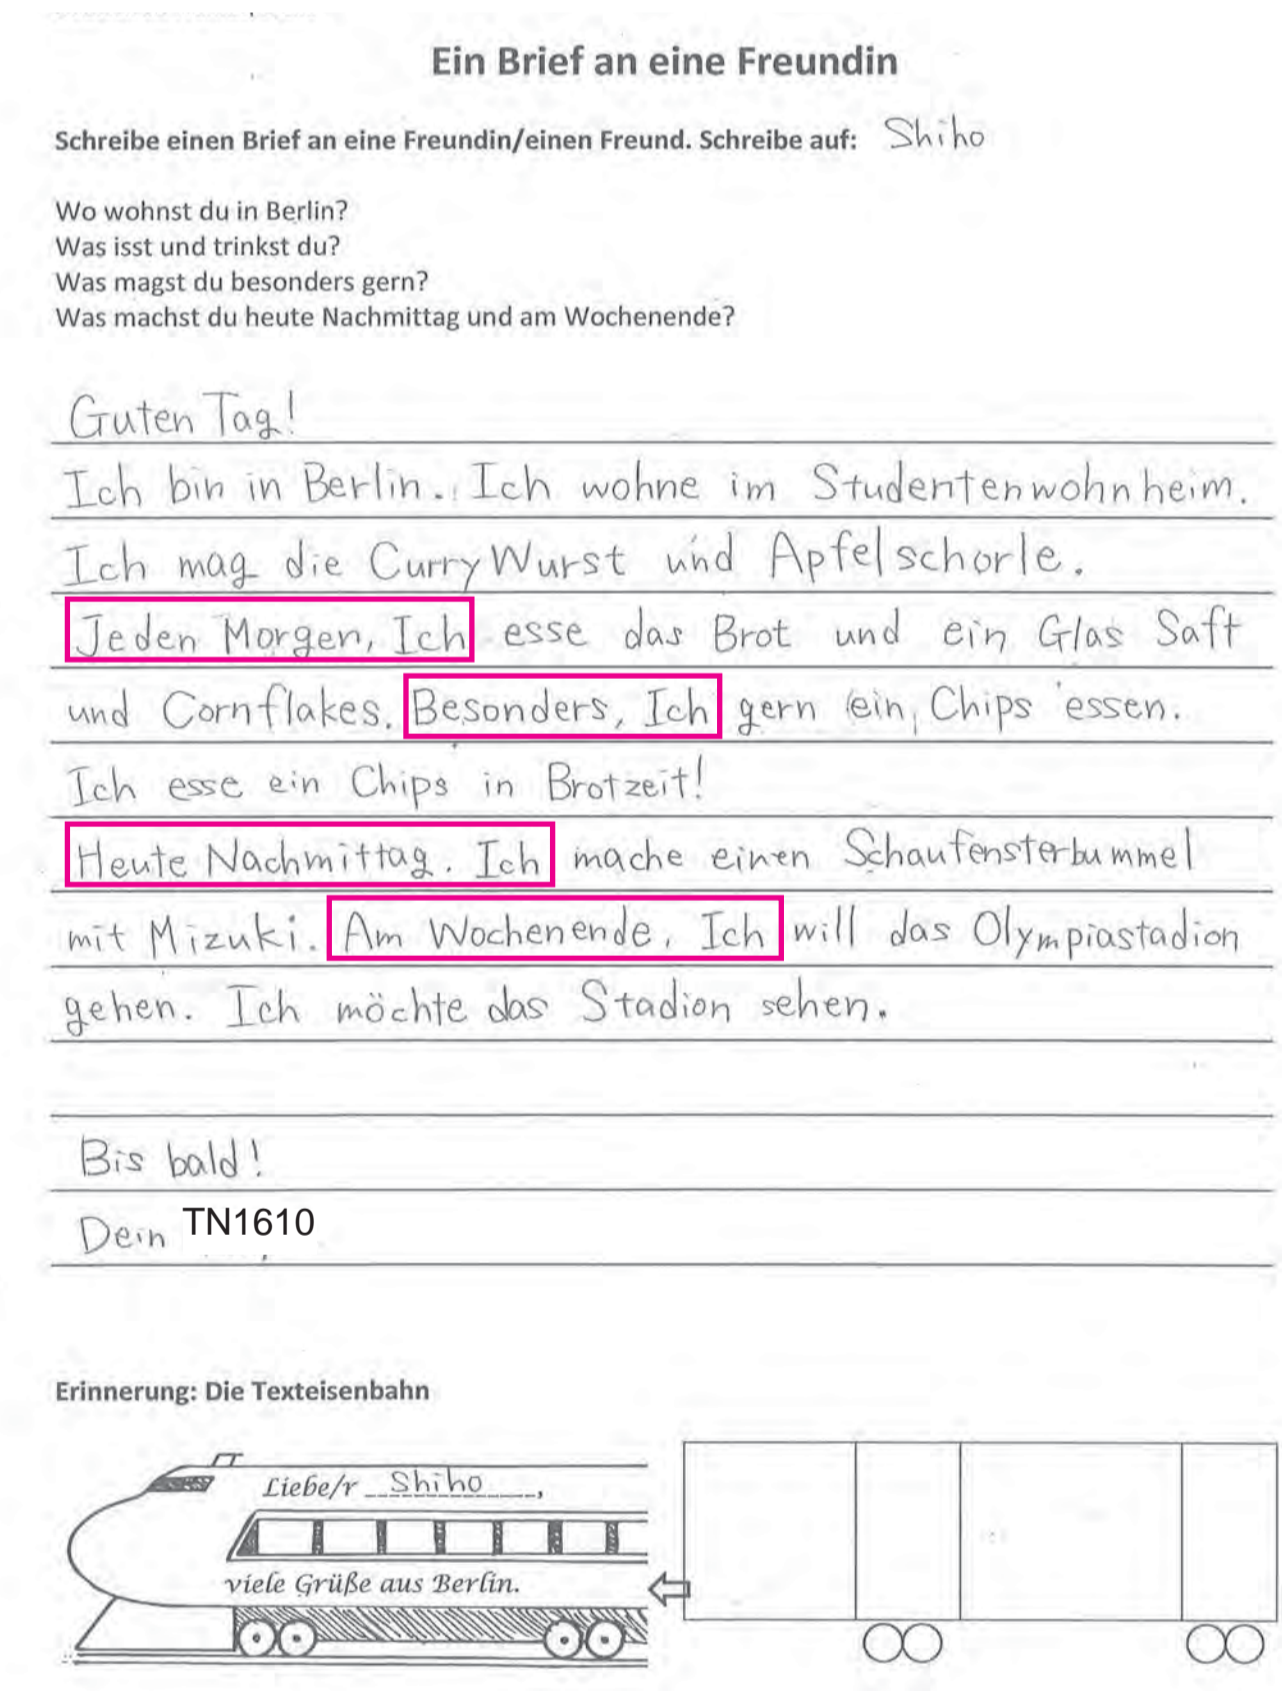 Ein Brief an eine Freundin
Schreibe einen Brief an eine Freundin/einen Freund. Schreibe auf: Shiho
Wo wohnst du in Berlin?
Was isst und trinkst du?
Was magst du besonders gern?
Was machst du heute Nachmittag und am Wochenende?
Guten Tag!
Ich bin in Berlin. Ich wohne im Studentenwohnheim.
Ich mag die CurryWurst und Apfelschorle.
Jeden Morgen, Ich esse das Brot und ein Glas Saft
und Cornflakes. Besonders, Ich gern ein Chips essen.
Ich esse ein Chips in Brotzeit!
Heute Nachmittag. Ich mache einen Schaufensterbummel
mit Mizuki. Am Wochenende, Ich will das Olympiastadion
gehen. Ich möchte das Stadion sehen.
Bis bald!
Dein TN1610
Erinnerung: Die Texteisenbahn
Liebe/r Shiho,
viele Grüße aus Berlin.